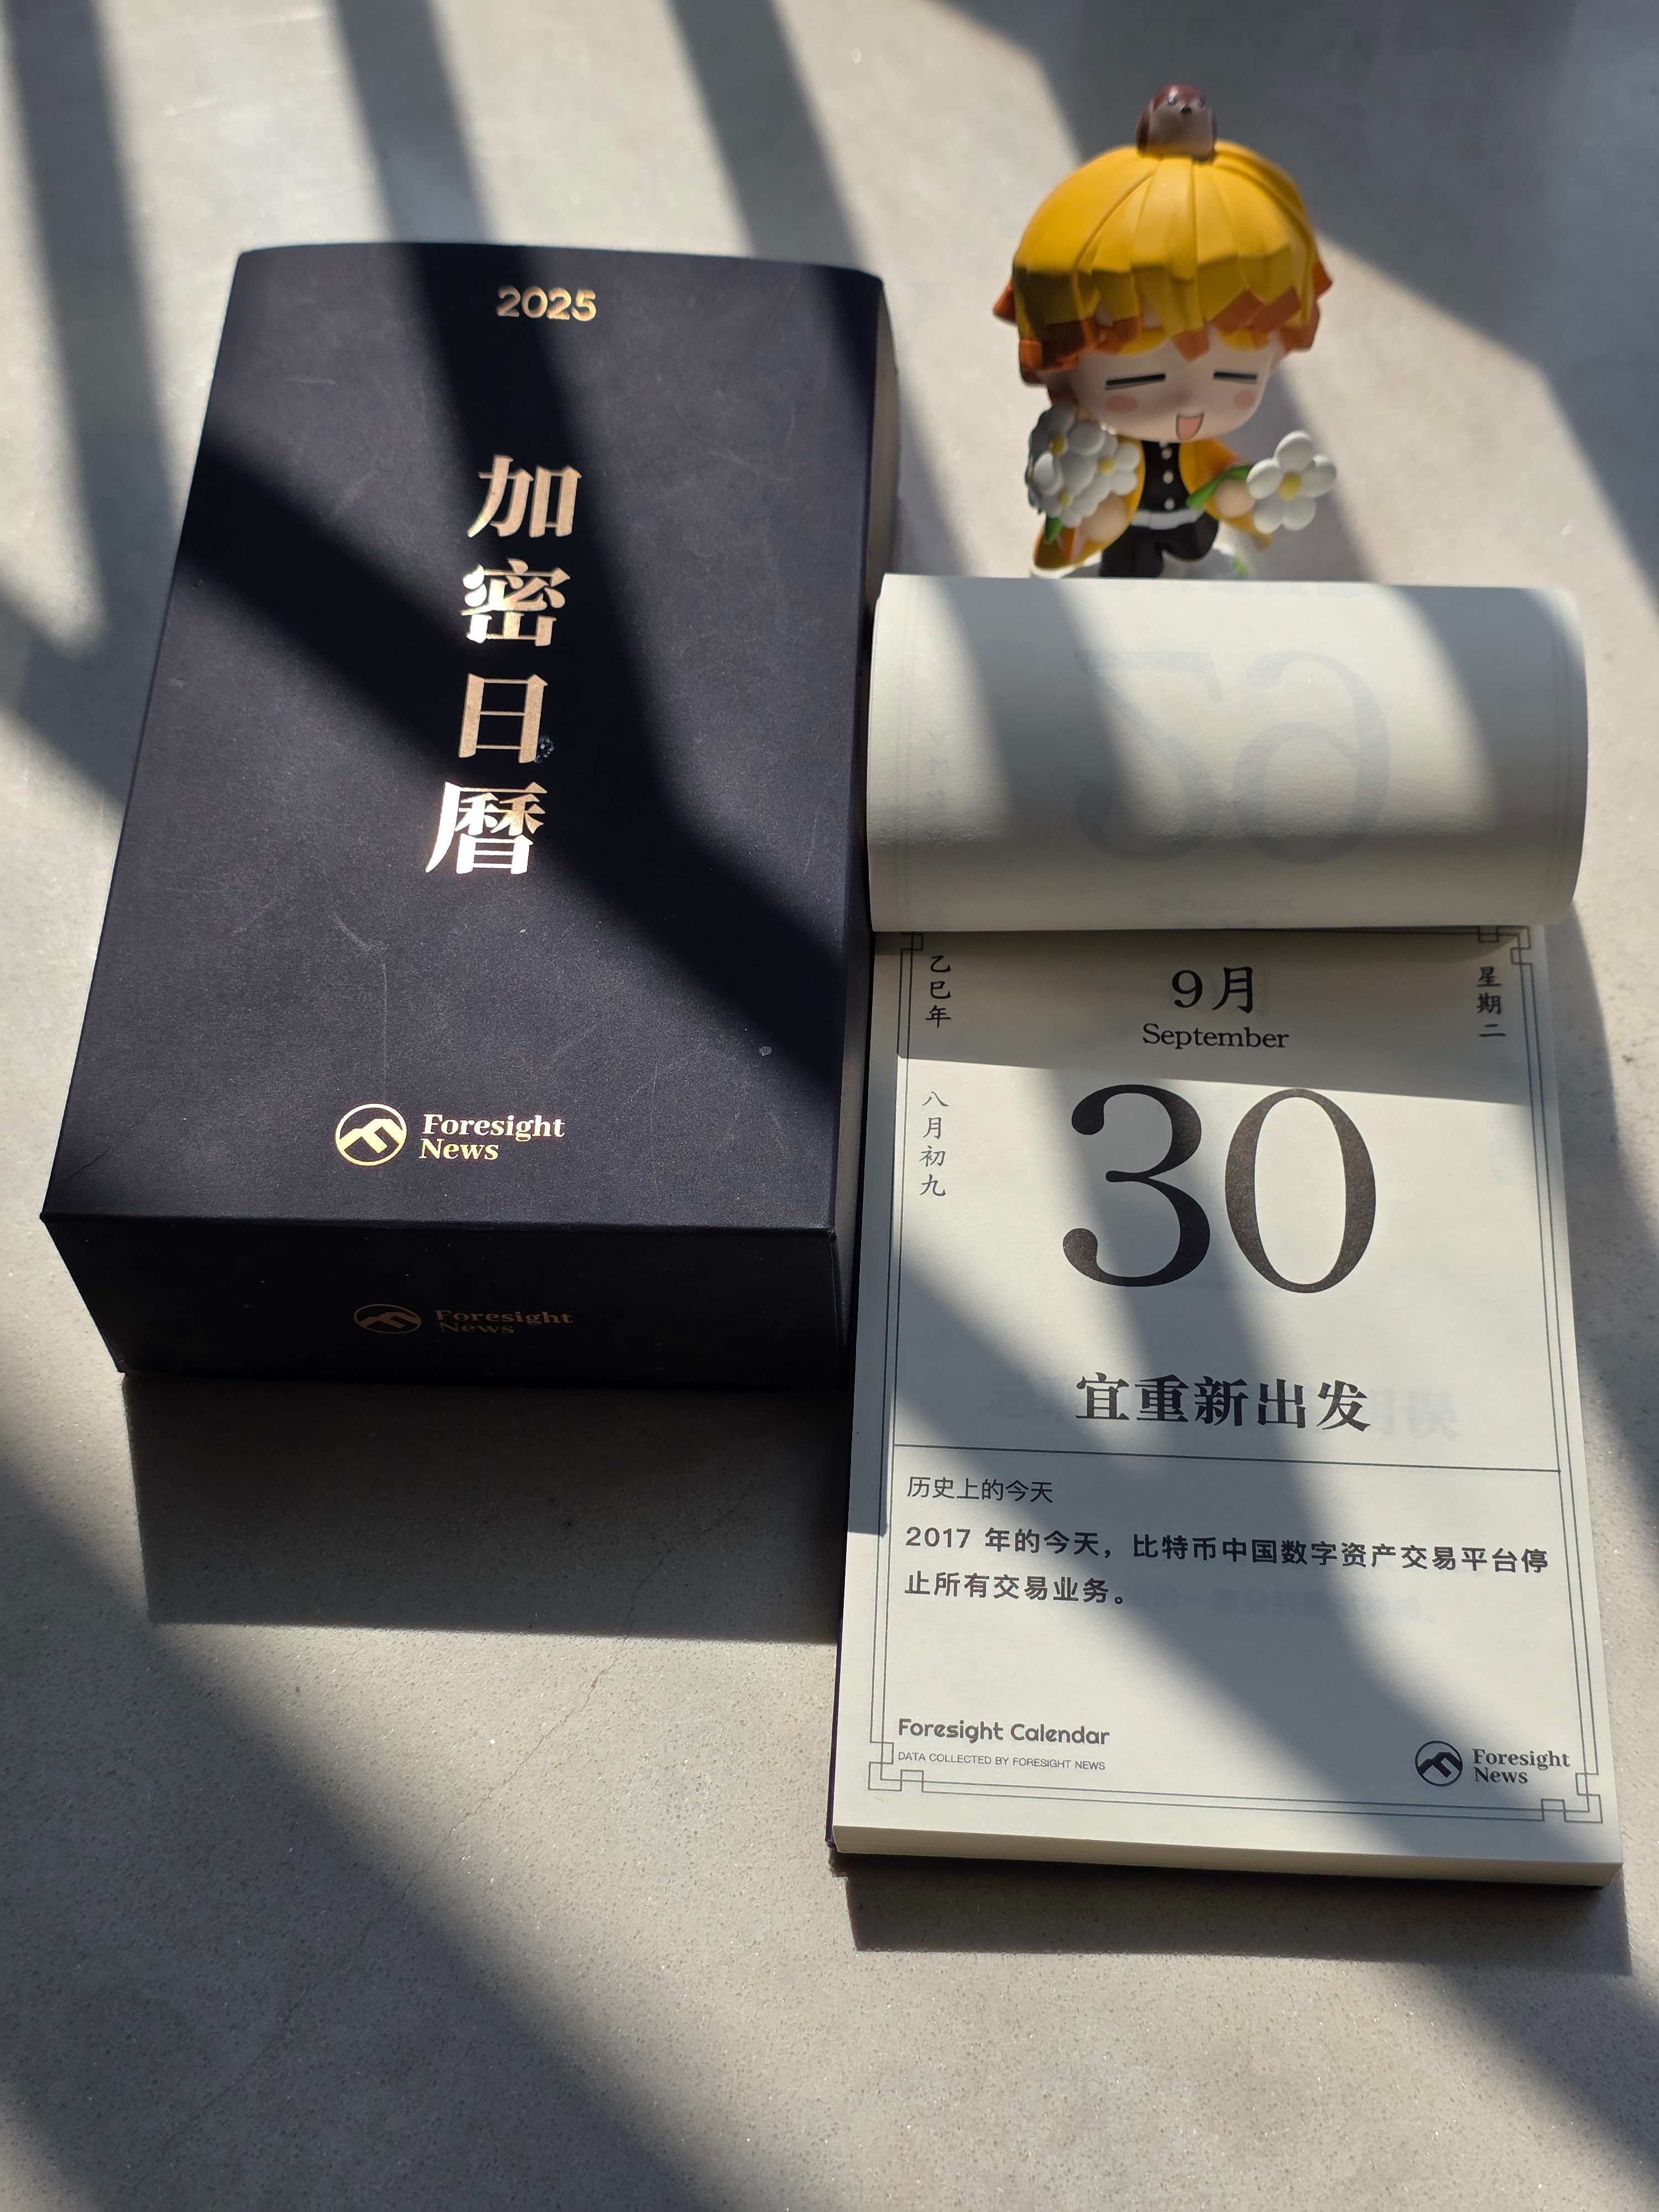 2025
加密日曆
Foresight
News
Foresight
News
乙巳年
八月初九
9月
September
星期二
30
宜重新出发
历史上的今天
2017 年的今天，比特币中国数字资产交易平台停
止所有交易业务。
Foresight Calendar
DATA COLLECTED BY FORESIGHT NEWS
Foresight
News